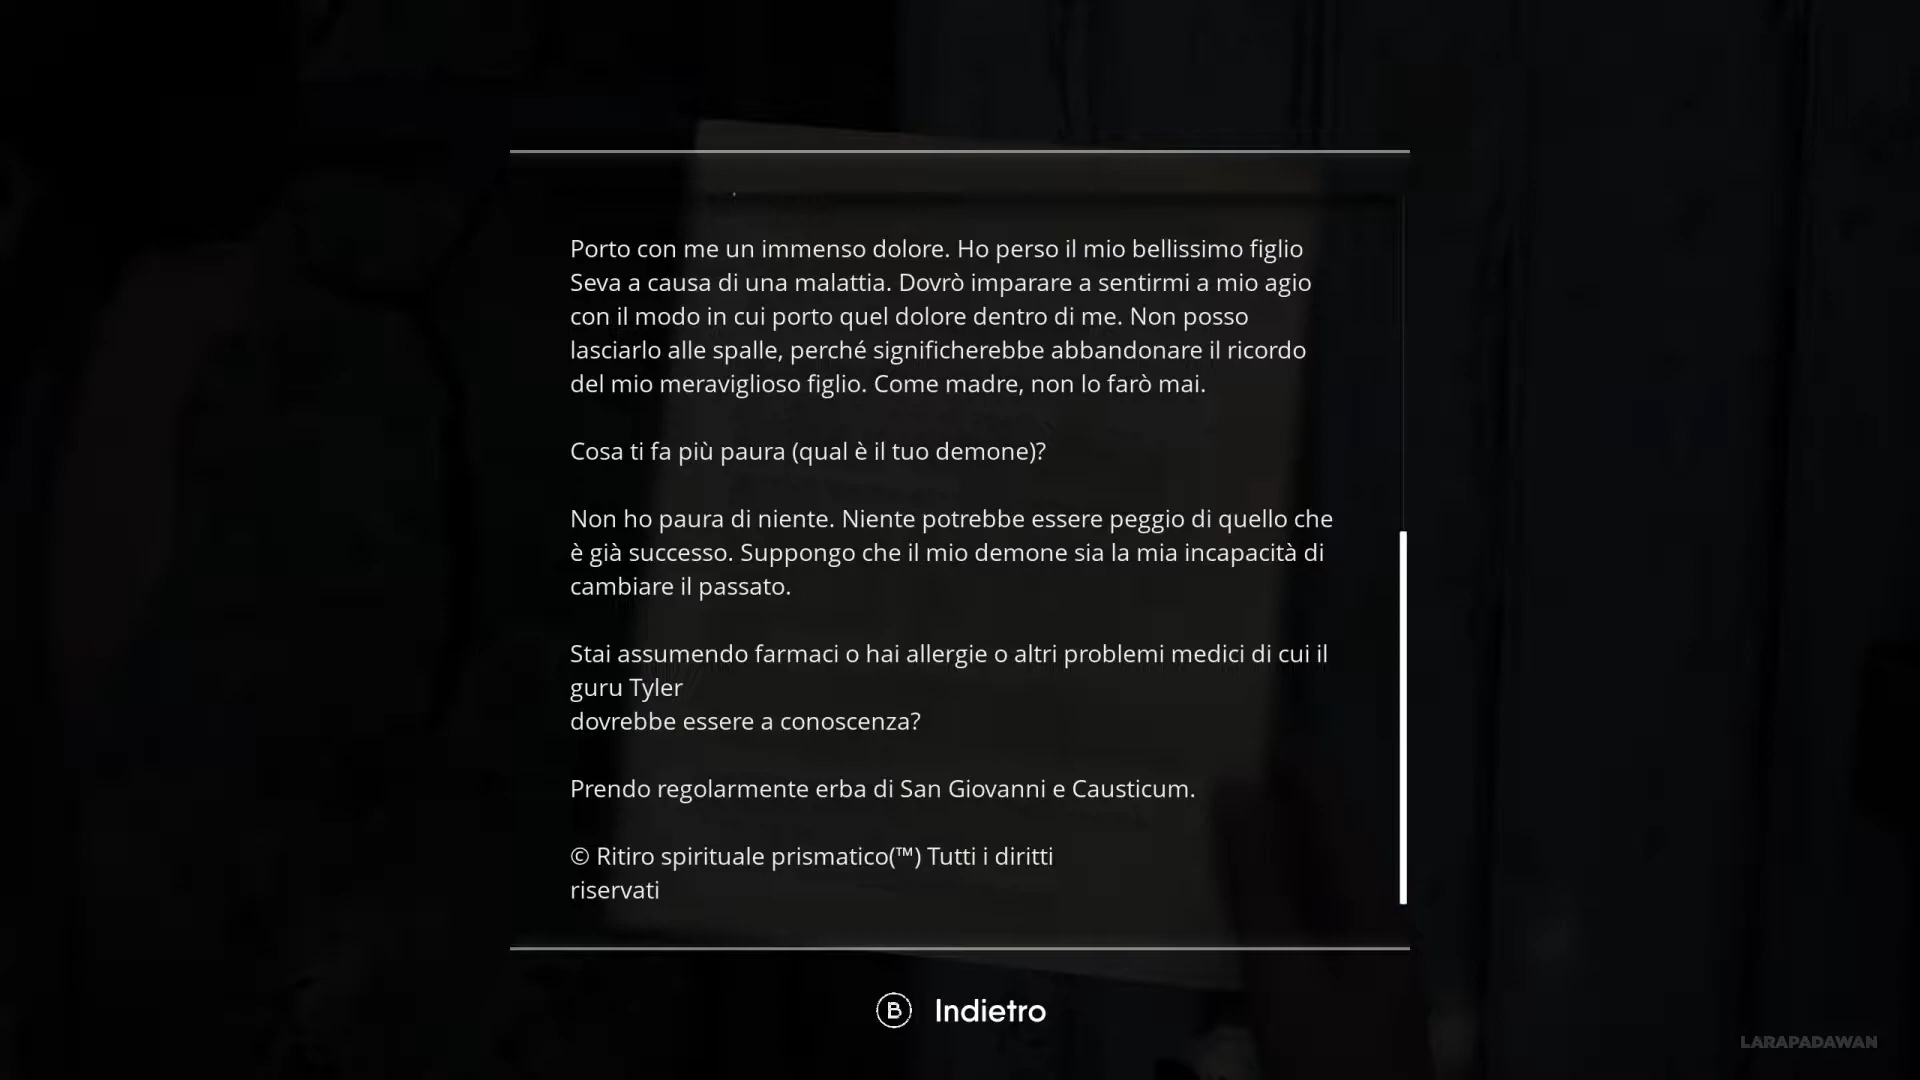 Porto con me un immenso dolore. Ho perso il mio bellissimo figlio
Seva a causa di una malattia. Dovrò imparare a sentirmi a mio agio
con il modo in cui porto quel dolore dentro di me. Non posso
lasciarlo alle spalle, perché significherebbe abbandonare il ricordo
del mio meraviglioso figlio. Come madre, non lo farò mai.
Cosa ti fa più paura (qual è il tuo demone)?
Non ho paura di niente. Niente potrebbe essere peggio di quello che
è già successo. Suppongo che il mio demone sia la mia incapacità di
cambiare il passato.
Stai assumendo farmaci o hai allergie o altri problemi medici di cui il
guru Tyler
dovrebbe essere a conoscenza?
Prendo regolarmente erba di San Giovanni e Causticum.
© Ritiro spirituale prismatico(™) Tutti i diritti
riservati
B Indietro
LARAPADAWAN